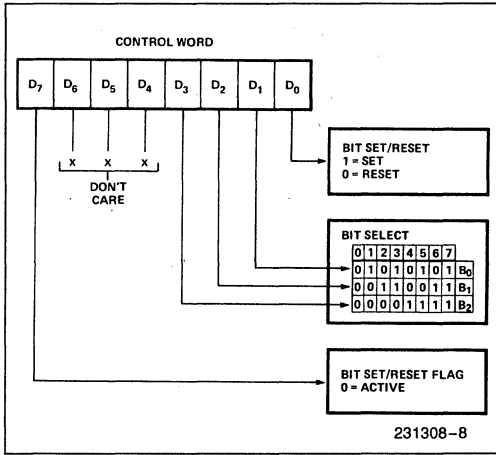 CONTROL WORD
D7 D6 D5 D4 D3 D2 D1 D0
X X X
DON'T
CARE
BIT SET/RESET
1 = SET
0 = RESET
BIT SELECT
0 1 2 3 4 5 6 7
0 1 0 1 0 1 0 1 B0
0 0 1 1 0 0 1 1 B1
0 0 0 0 1 1 1 1 B2
BIT SET/RESET FLAG
0 = ACTIVE
231308–8